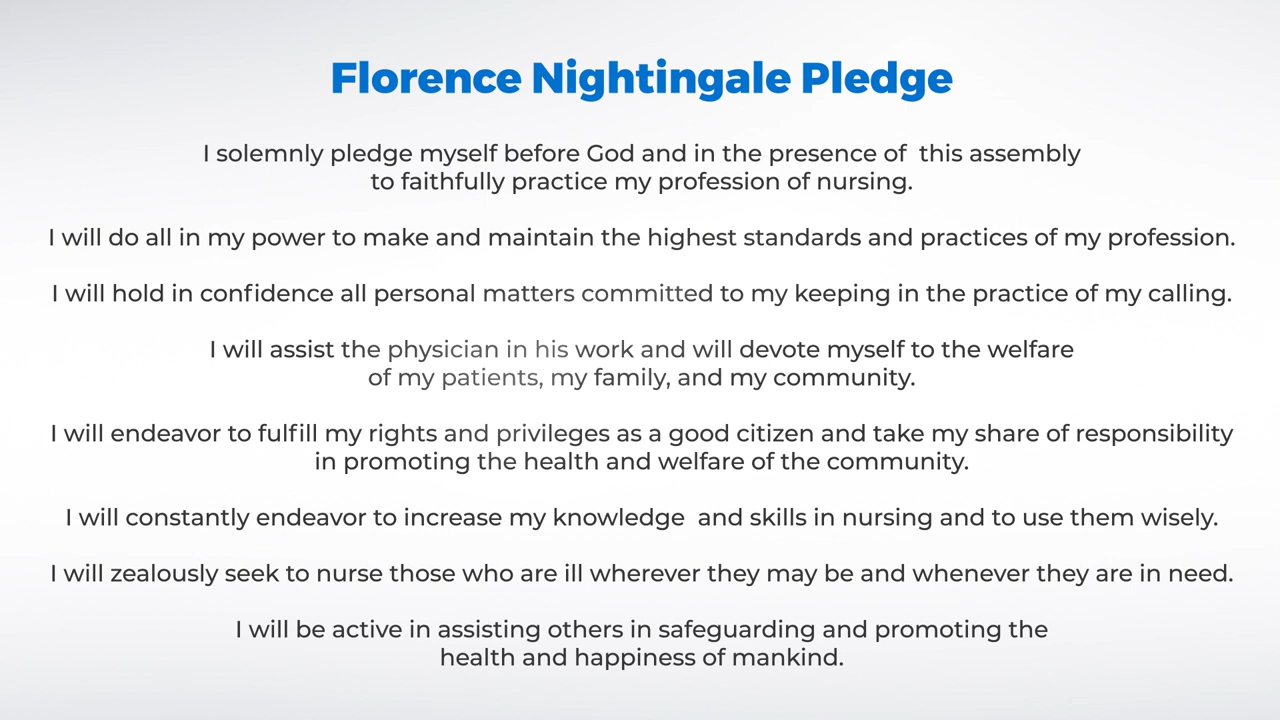 Florence Nightingale Pledge
I solemnly pledge myself before God and in the presence of  this assembly
to faithfully practice my profession of nursing.
I will do all in my power to make and maintain the highest standards and practices of my profession.
I will hold in confidence all personal matters committed to my keeping in the practice of my calling.
I will assist the physician in his work and will devote myself to the welfare
of my patients, my family, and my community.
I will endeavor to fulfill my rights and privileges as a good citizen and take my share of responsibility
in promoting the health and welfare of the community.
I will constantly endeavor to increase my knowledge  and skills in nursing and to use them wisely.
I will zealously seek to nurse those who are ill wherever they may be and whenever they are in need.
I will be active in assisting others in safeguarding and promoting the
health and happiness of mankind.